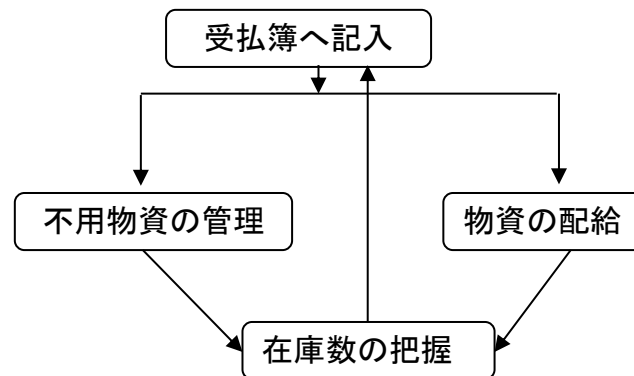 受払簿へ記入
不用物資の管理
物資の配給
在庫数の把握